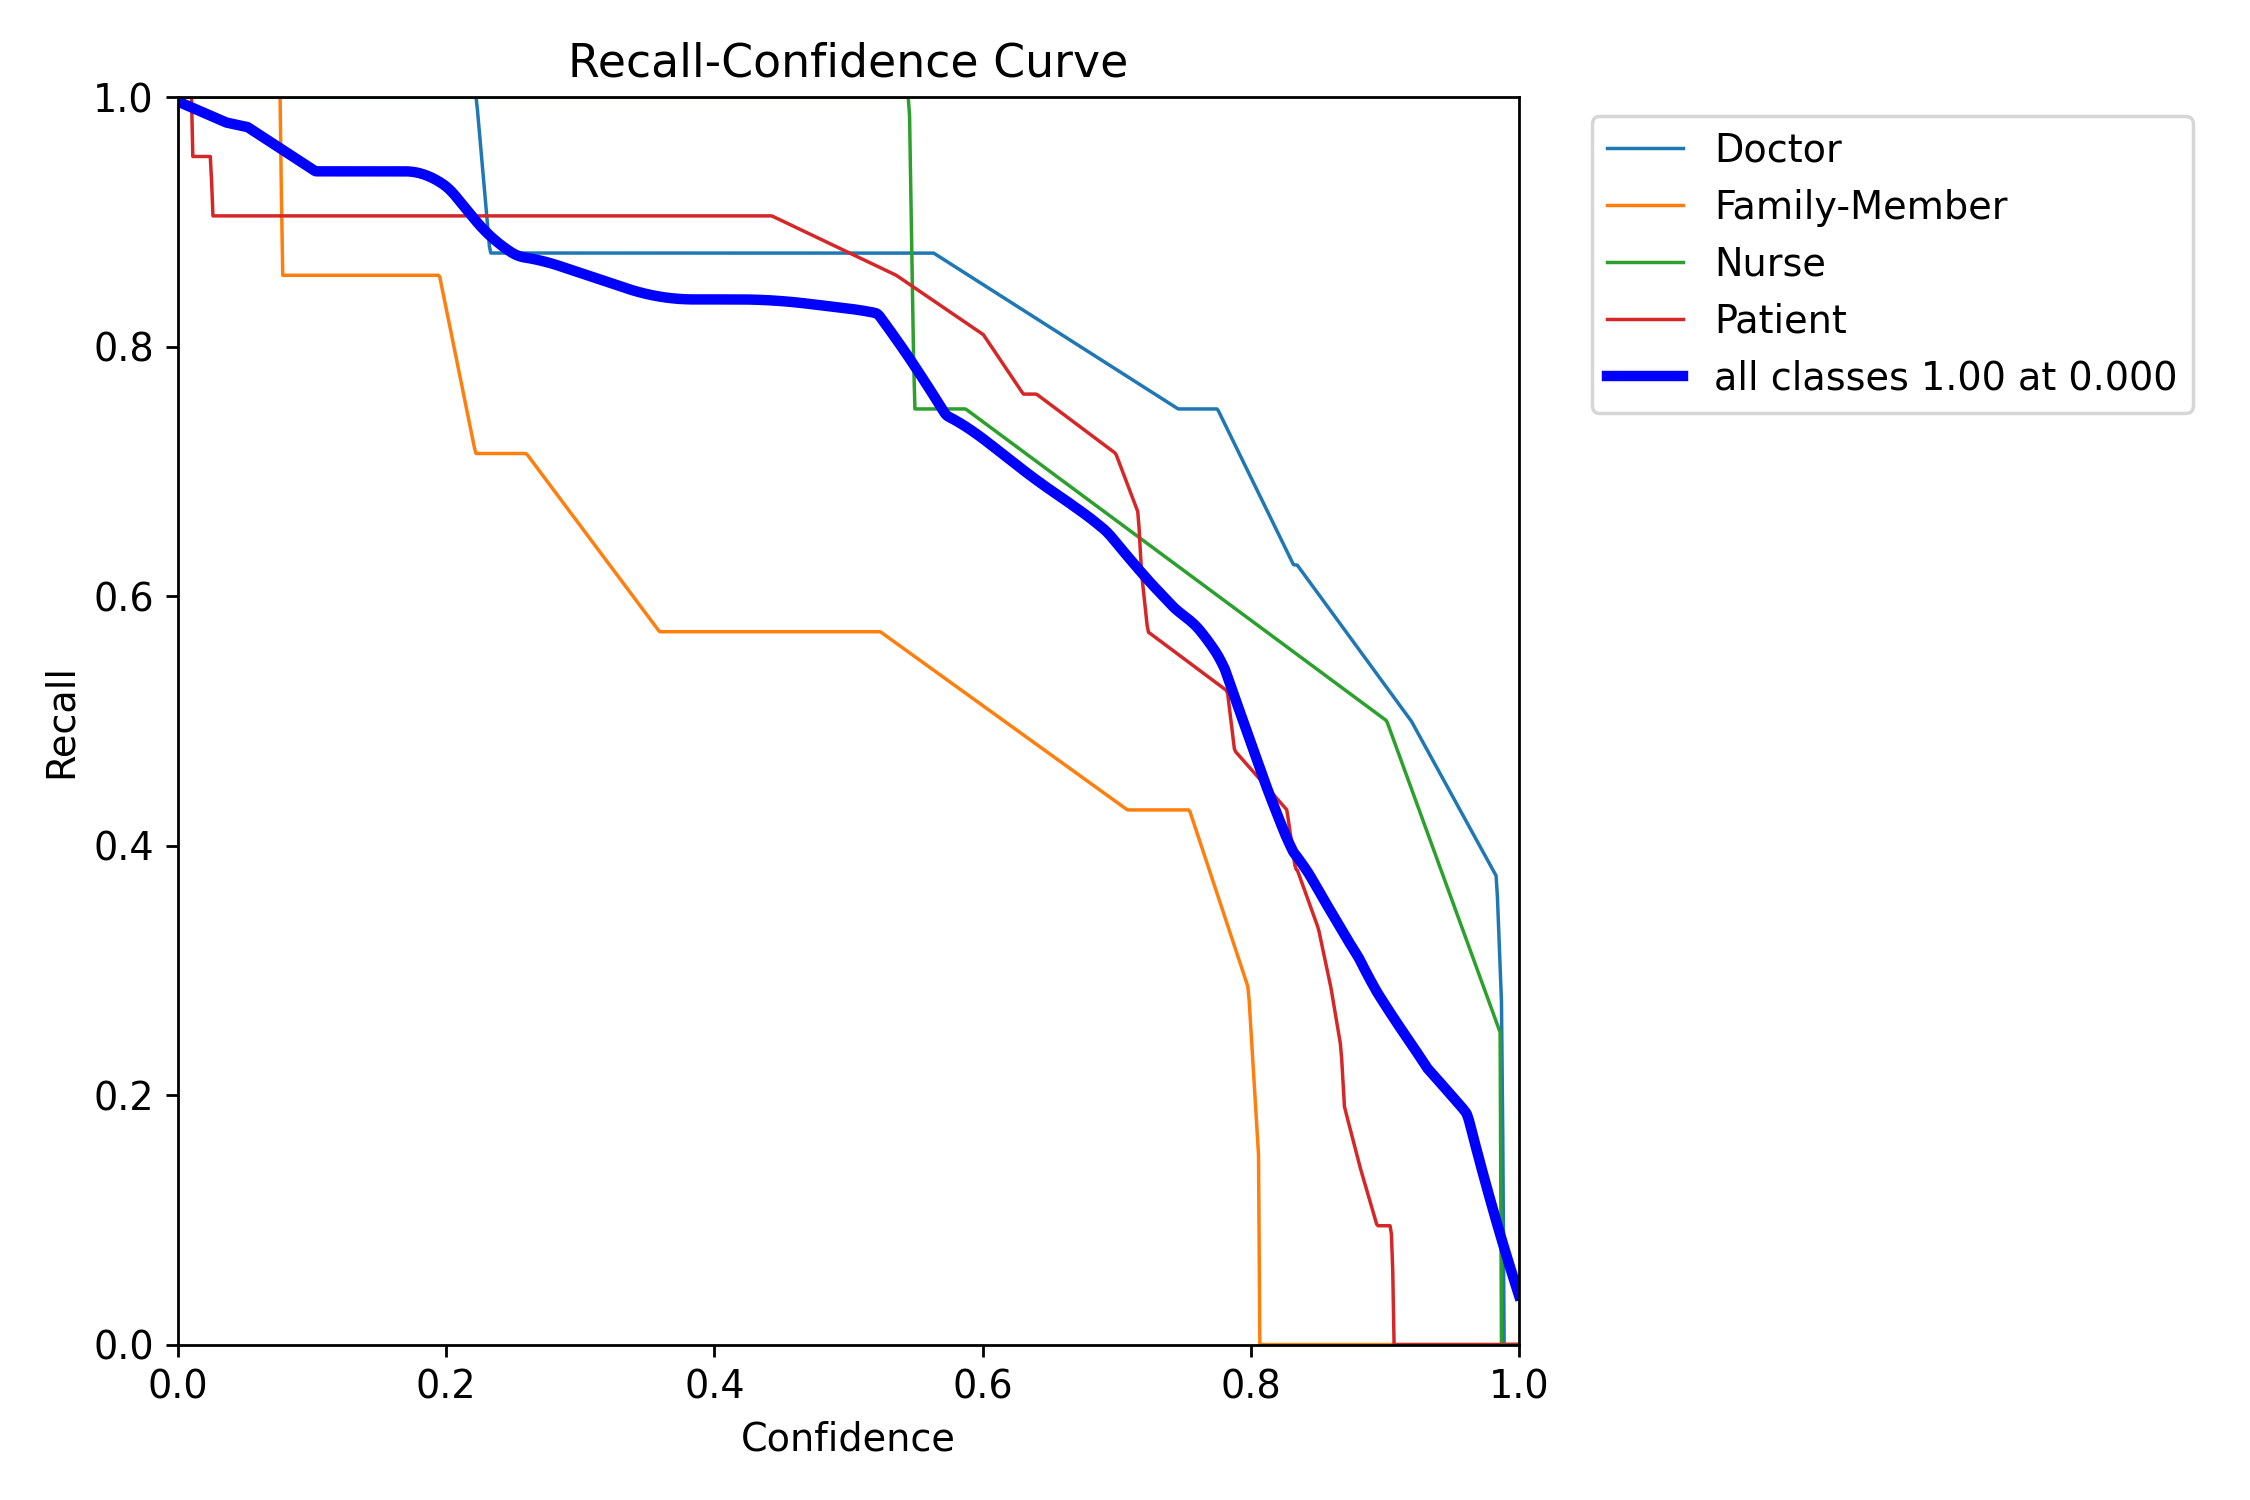 Recall-Confidence Curve
1.0
0.8
0.6
0.4
0.2
0.0
Recall
0.0 0.2 0.4 0.6 0.8 1.0
Confidence
Doctor
Family-Member
Nurse
Patient
all classes 1.00 at 0.000